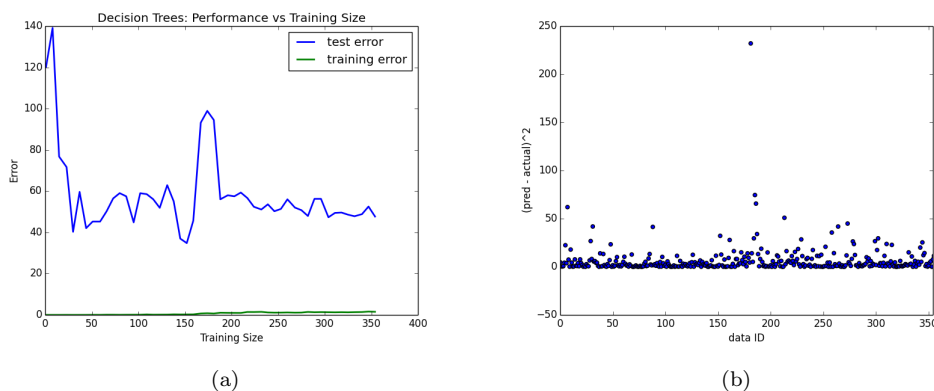 Decision Trees: Performance vs Training Size
140
120
100
80
60
40
20
0
Error
test error
training error
0 50 100 150 200 250 300 350 400
Training Size
(a)
250
200
150
100
50
0
−50
(pred - actual)^2
0 50 100 150 200 250 300 350
data ID
(b)